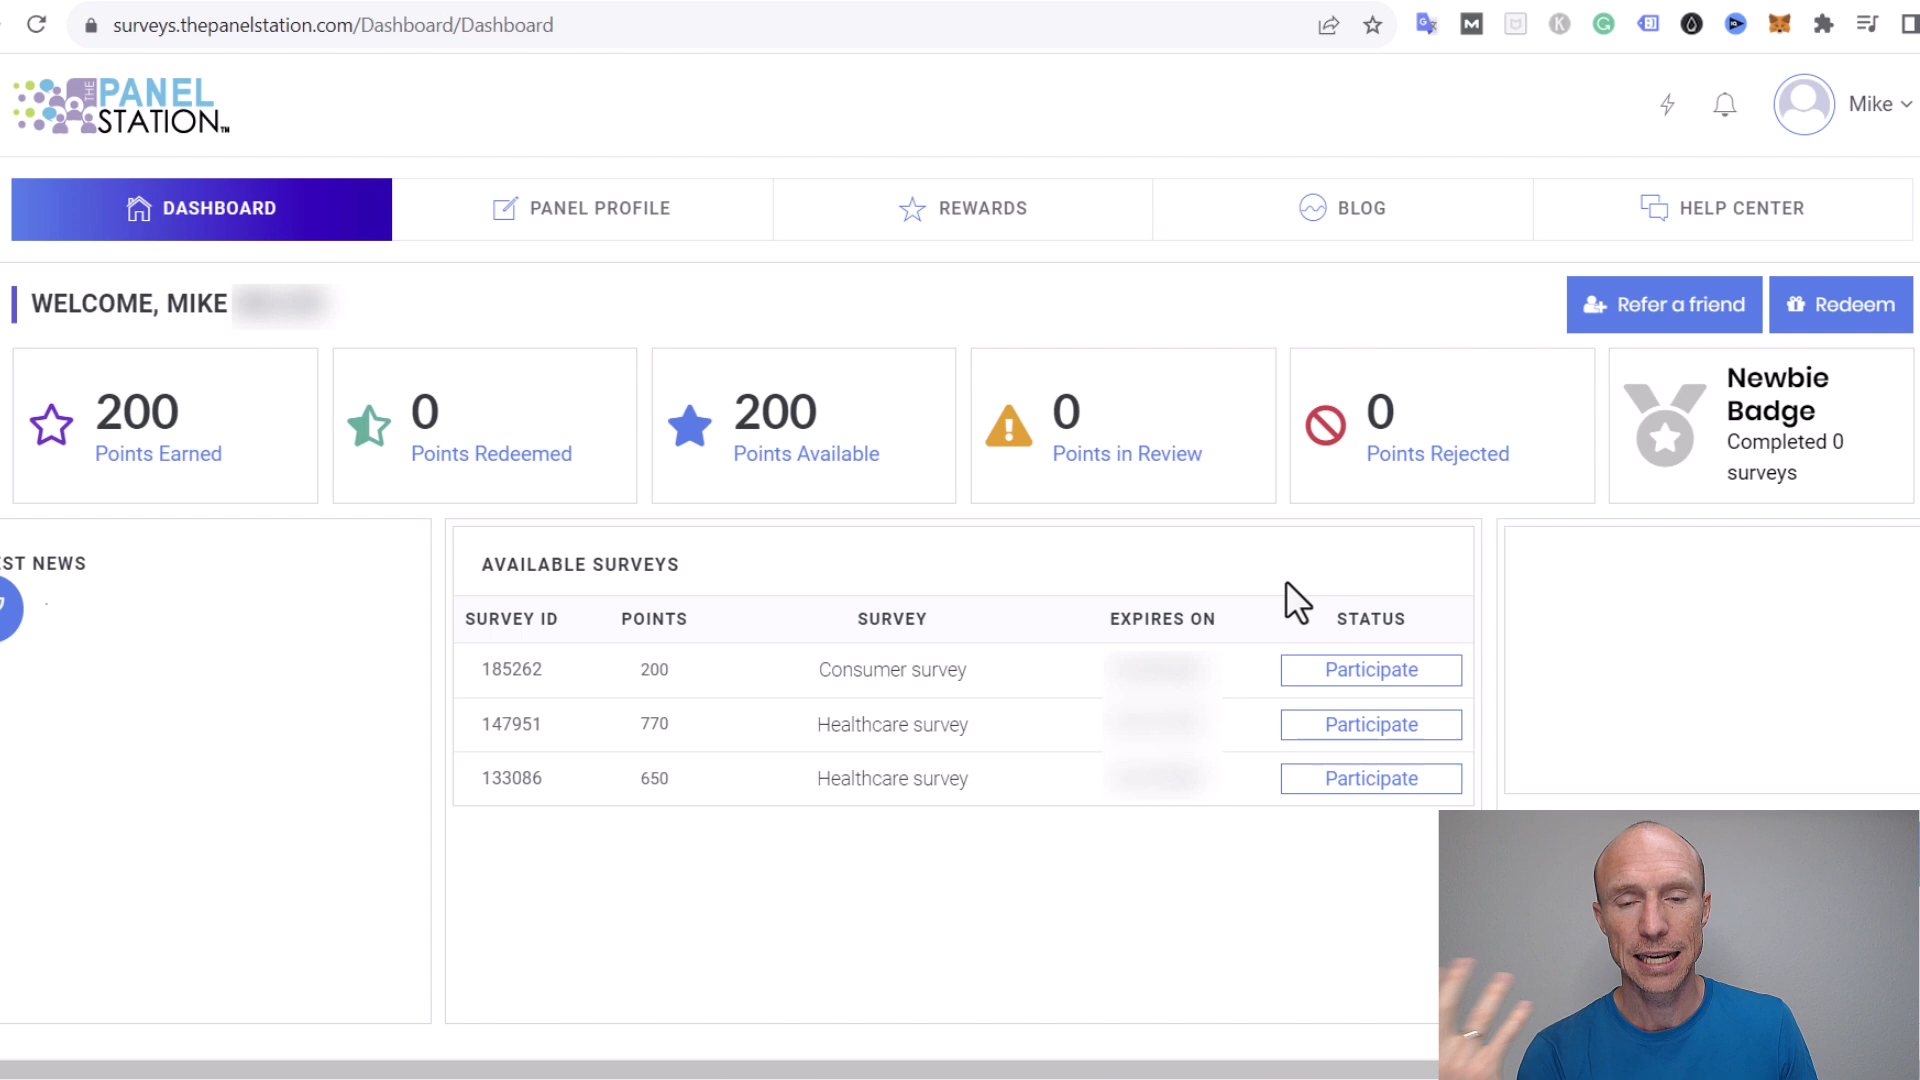 surveys.thepanelstation.com/Dashboard/Dashboard
THE PANEL
STATION™
Mike
DASHBOARD
PANEL PROFILE
REWARDS
BLOG
HELP CENTER
WELCOME, MIKE
Refer a friend
Redeem
200
Points Earned
0
Points Redeemed
200
Points Available
0
Points in Review
0
Points Rejected
Newbie
Badge
Completed 0
surveys
EST NEWS
AVAILABLE SURVEYS
SURVEY ID POINTS SURVEY EXPIRES ON STATUS
185262 200 Consumer survey Participate
147951 770 Healthcare survey Participate
133086 650 Healthcare survey Participate